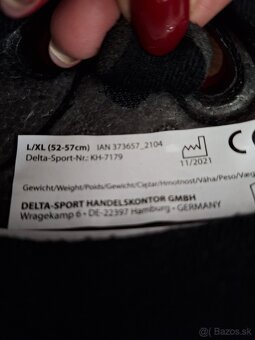 L/XL (52-57cm) IAN 373657_2104
Delta-Sport-Nr.: KH-7179
11/2021
Gewicht/Weight/Poids/Gewicht/Ciężar/Hmotnost/Váha/Peso/Vægt
DELTA-SPORT HANDELSKONTOR GMBH
Wragekamp 6 • DE-22397 Hamburg • GERMANY
Bazos.sk